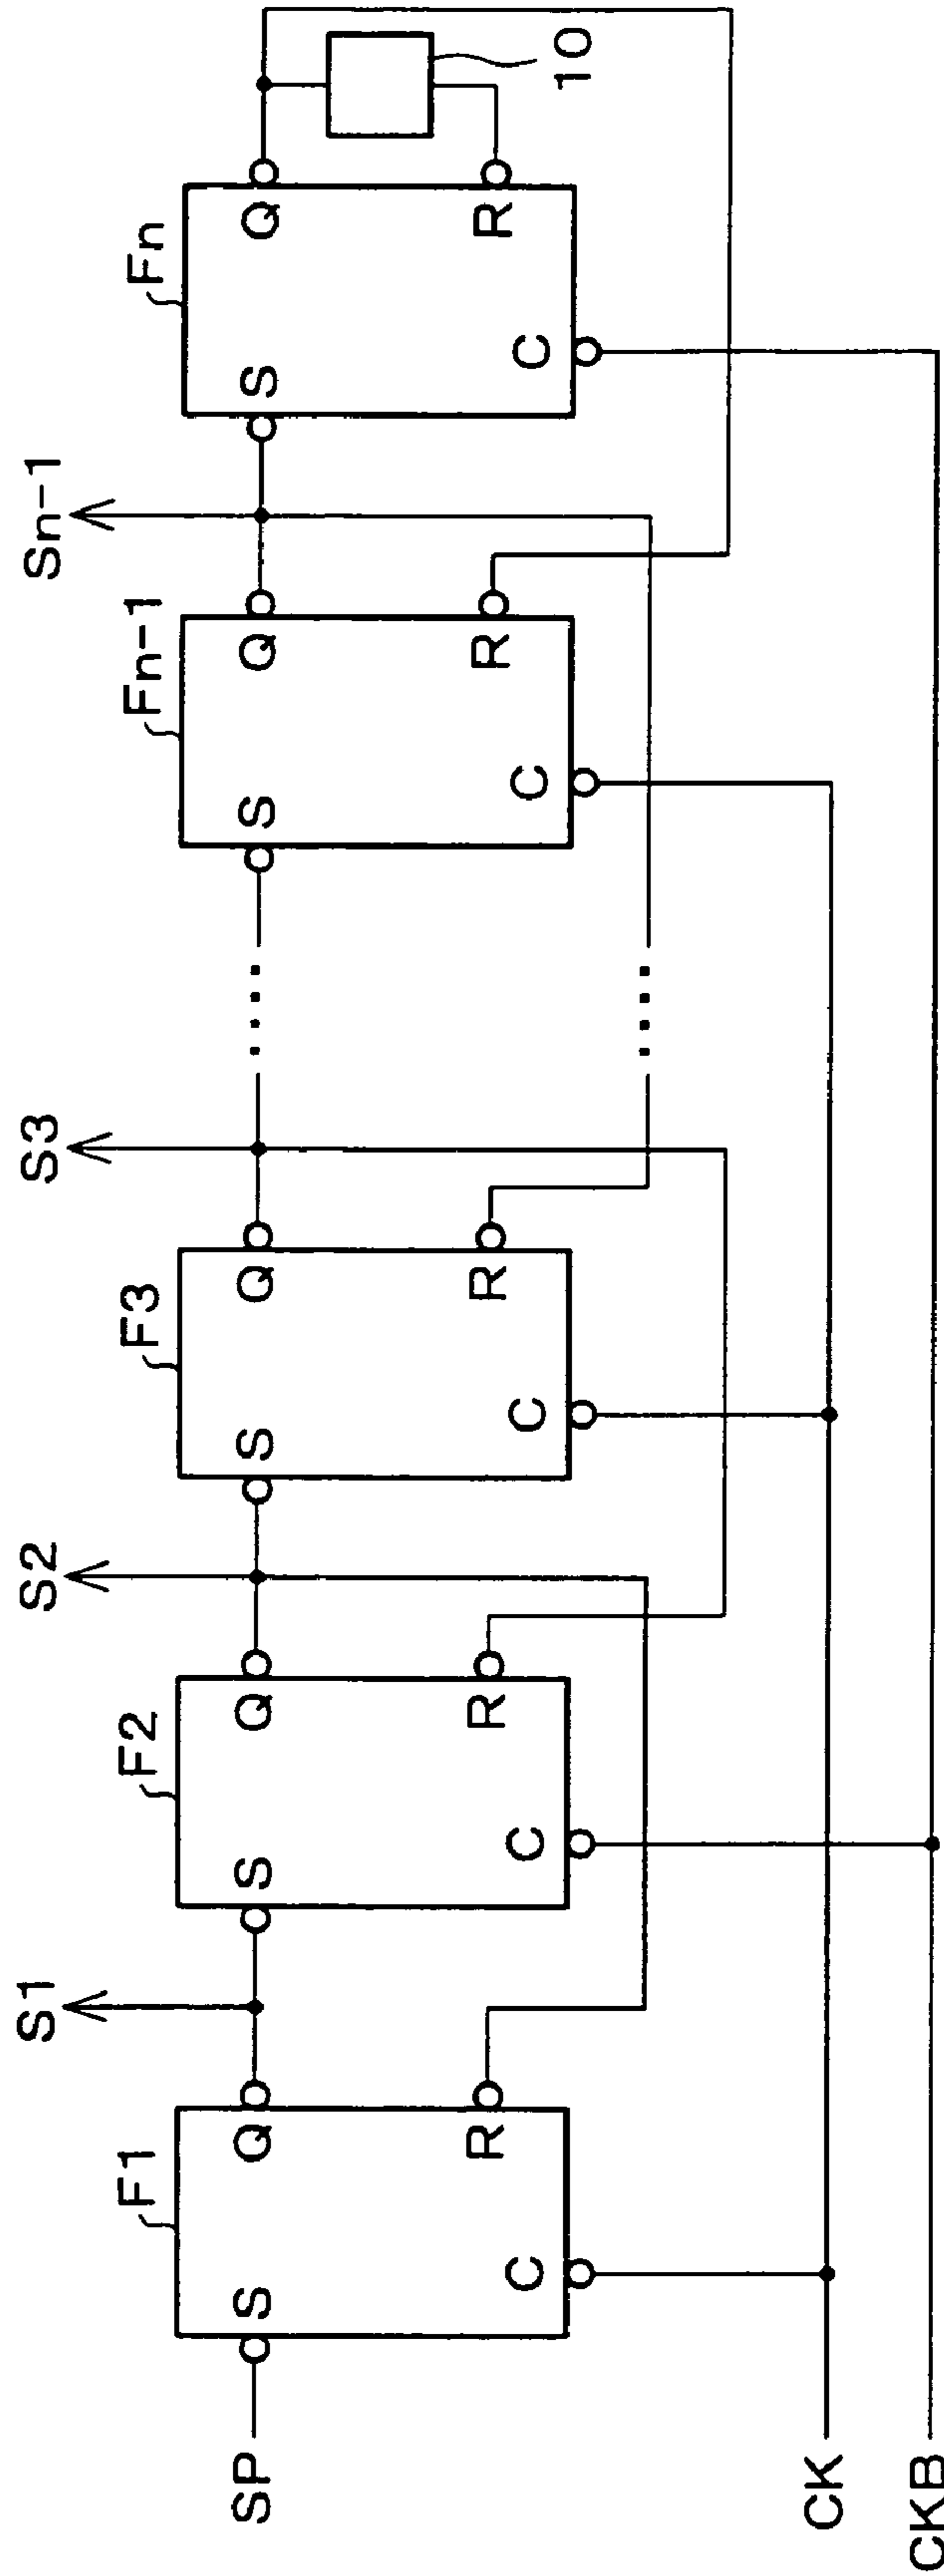 S1 S2 S3 Sn-1
F1 F2 F3 Fn-1 Fn
SP S Q S Q S Q S Q S Q 10
C R C R C R C R C R
CK
CKB